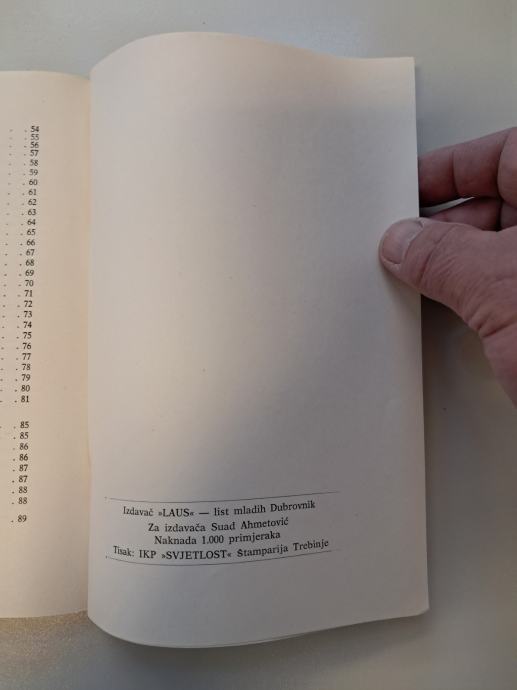 . . 54
. . 55
. . 56
. . 57
. . 58
. . 59
. . 60
. . 61
. . 62
. . 63
. . 64
. . 65
. . 66
. . 67
. . 68
. . 69
. . 70
. . 71
. . 72
. . 73
. . 74
. . 75
. . 76
. . 77
. . 78
. . 79
. . 80
. . 81
. 85
. 85
. 86
. 86
. 87
. 87
. 88
. 88
. 89
Izdavač »LAUS« — list mladih Dubrovnik
Za izdavača Suad Ahmetović
Naknada 1.000 primjeraka
Tisak: IKP »SVJETLOST« Štamparija Trebinje